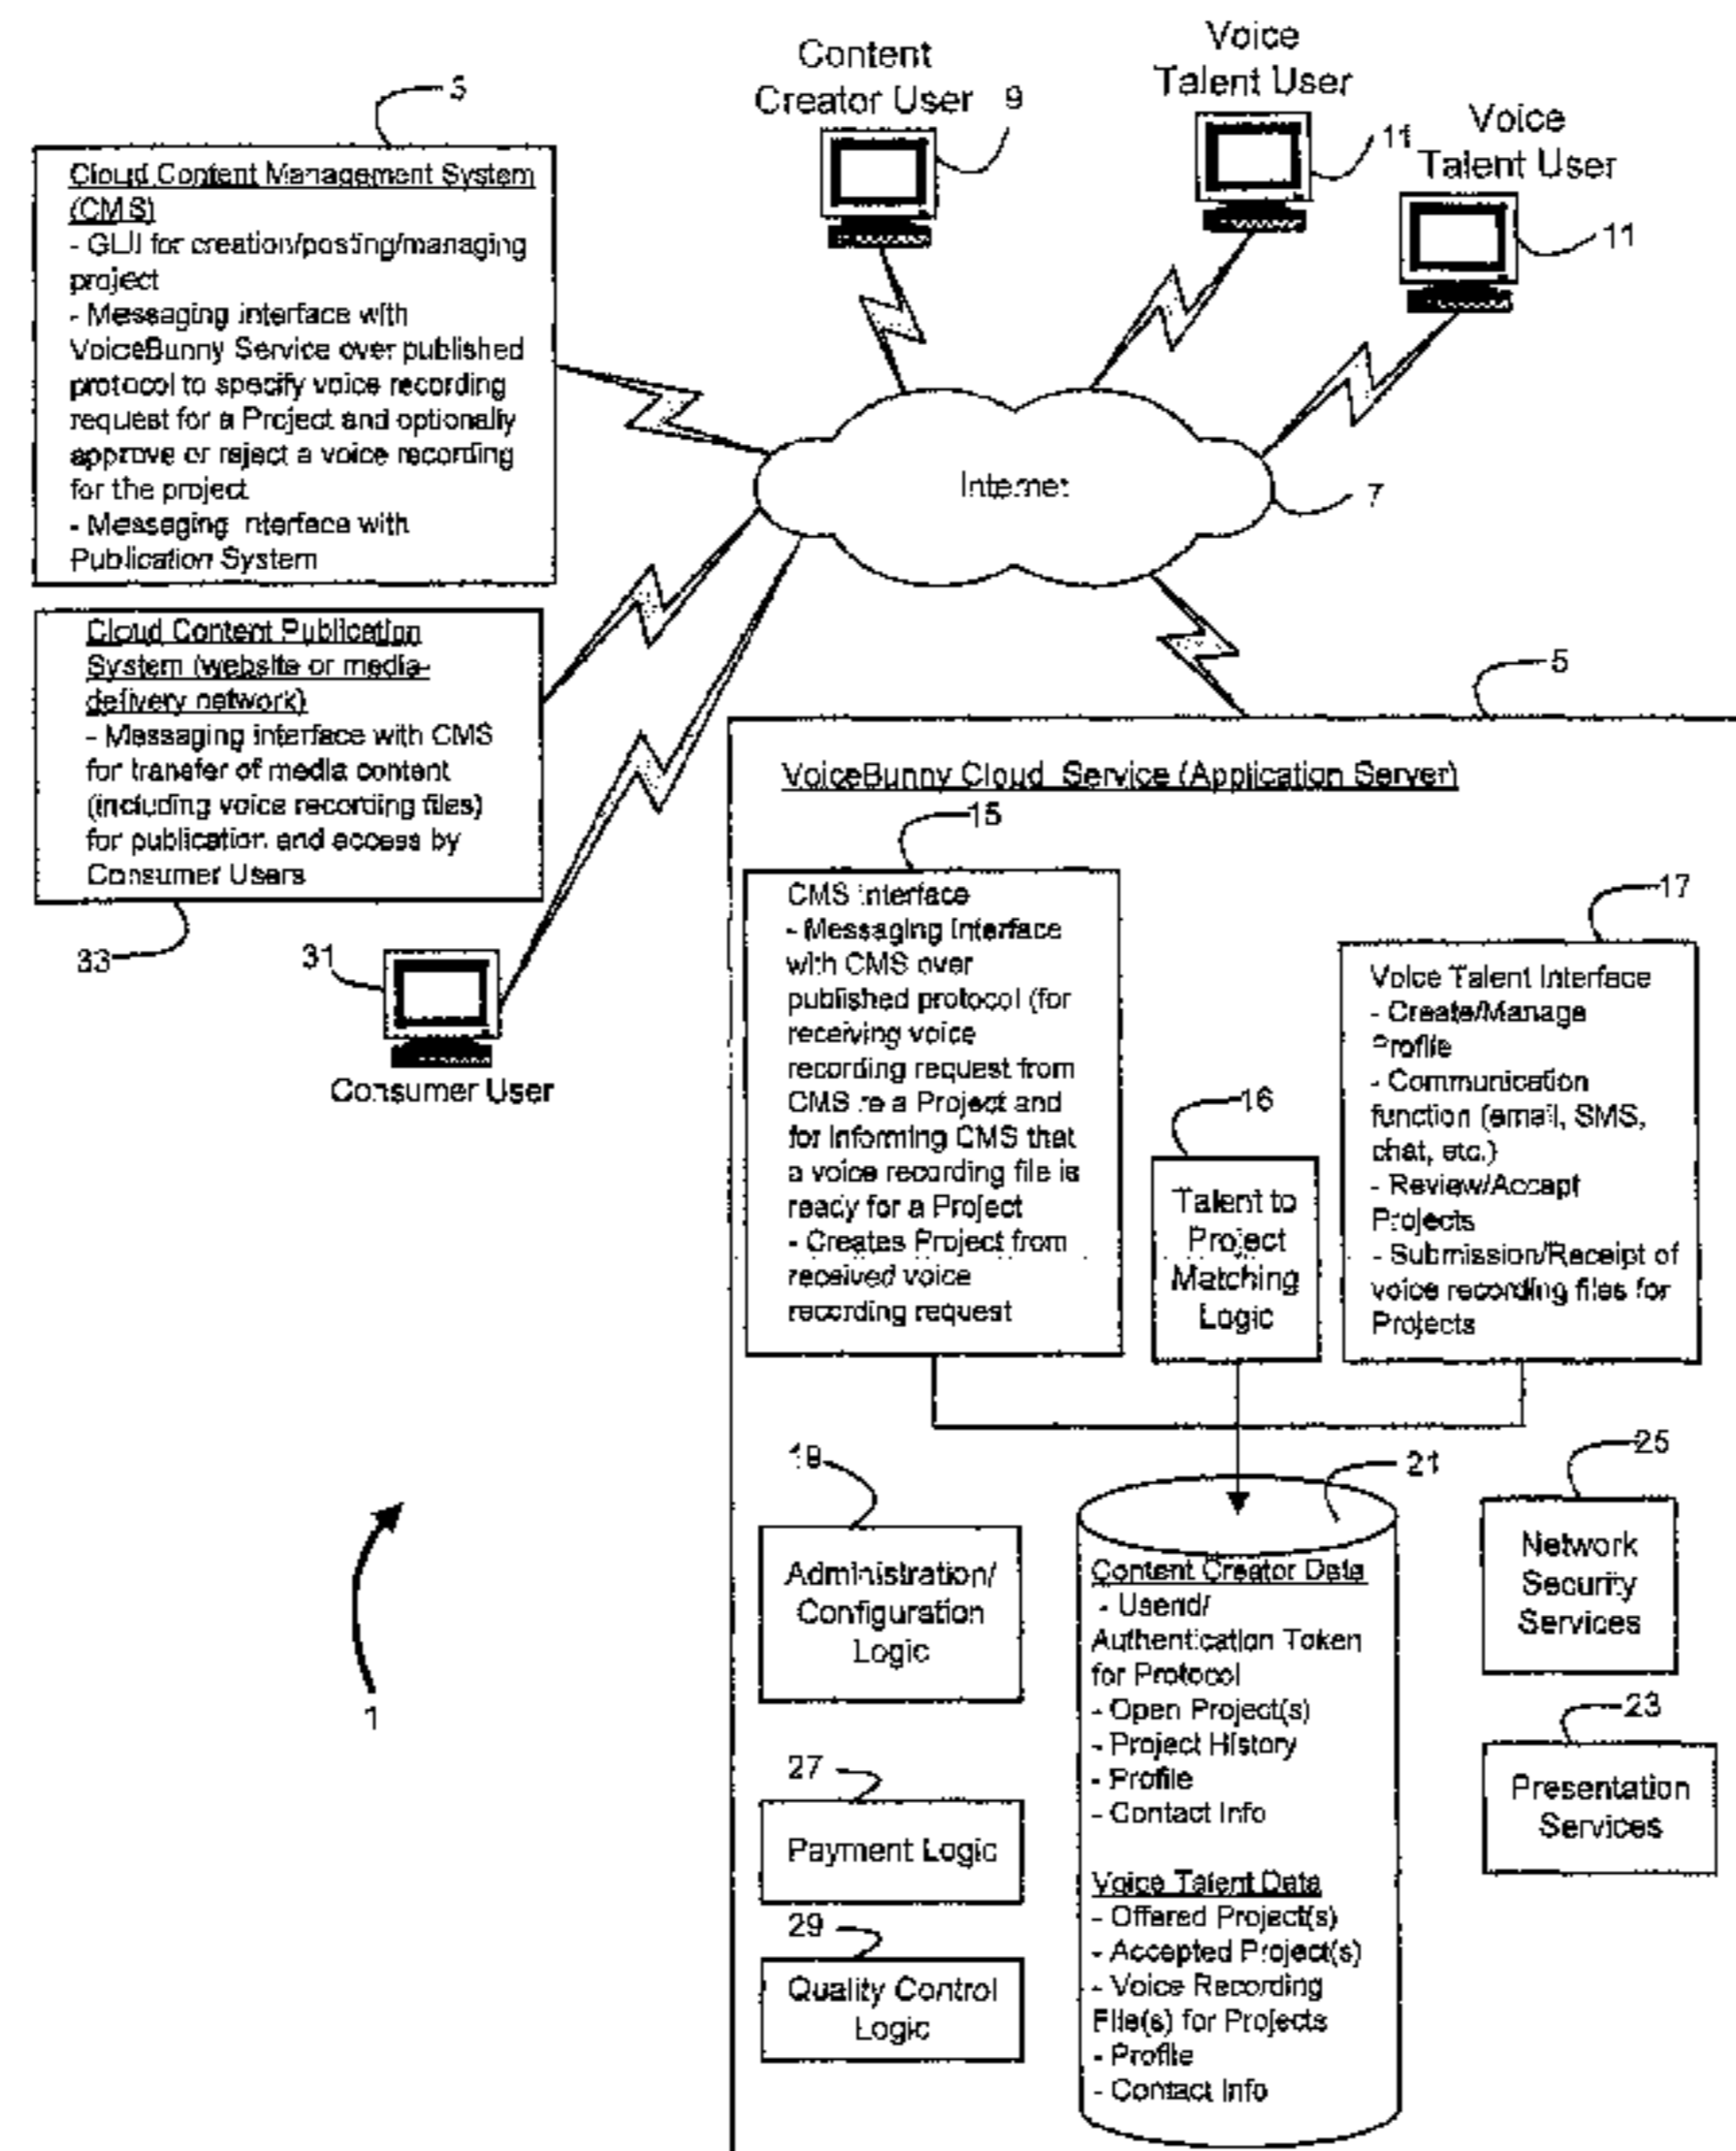 Content
Creator User
9
Voice
Talent User
11
Voice
Talent User
11
3
Cloud Content Management System
(CMS)
- GUI for creation/posting/managing
project
- Messaging interface with
VoiceBunny Service over published
protocol to specify voice recording
request for a Project and optionally
approve or reject a voice recording
for the project
- Messaging interface with
Publication System
Internet
7
Cloud Content Publication
System (website or media-
delivery network)
- Messaging interface with CMS
for transfer of media content
(including voice recording files)
for publication and access by
Consumer Users
33
31
Consumer User
5
VoiceBunny Cloud Service (Application Server)
15
CMS interface
- Messaging Interface
with CMS over
published protocol (for
receiving voice
recording request from
CMS re a Project and
for informing CMS that
a voice recording file is
ready for a Project
- Creates Project from
received voice
recording request
16
Talent to
Project
Matching
Logic
17
Voice Talent Interface
- Create/Manage
Profile
- Communication
function (email, SMS,
chat, etc.)
- Review/Accept
Projects
- Submission/Receipt of
voice recording files for
Projects
19
Administration/
Configuration
Logic
21
Content Creator Data
- Userid/
Authentication Token
for Protocol
- Open Project(s)
- Project History
- Profile
- Contact Info
Voice Talent Data
- Offered Project(s)
- Accepted Project(s)
- Voice Recording
File(s) for Projects
- Profile
- Contact Info
25
Network
Security
Services
23
Presentation
Services
27
Payment Logic
29
Quality Control
Logic
1